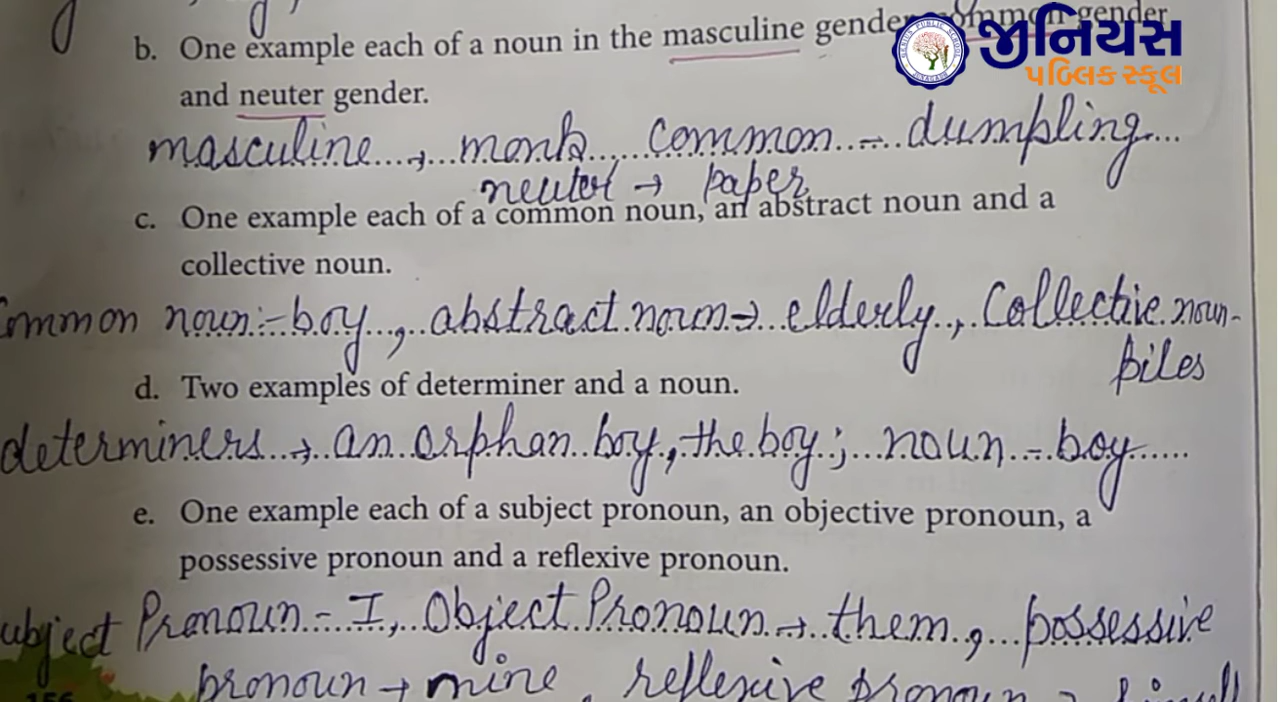 b. One example each of a noun in the masculine gender, common gender
and neuter gender.
જીનિયસ
પબ્લિક સ્કૂલ
masculine → monk common - dumpling
neuter → paper
c. One example each of a common noun, an abstract noun and a
collective noun.
Common noun:- boy, abstract noun → elderly, Collective noun-
piles
d. Two examples of determiner and a noun.
determiners → an orphan boy, the boy; noun - boy
e. One example each of a subject pronoun, an objective pronoun, a
possessive pronoun and a reflexive pronoun.
ubject Pronoun - I, Object Pronoun → them, possessive
pronoun → mine, reflexive pronoun →
156